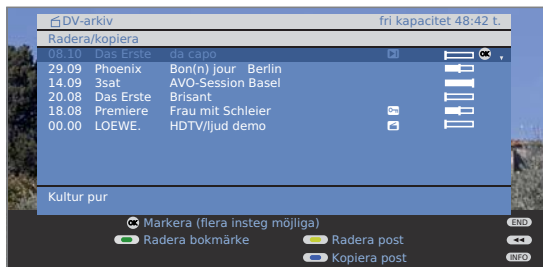 DV-arkiv fri kapacitet 48:42 t.
Radera/kopiera
08.10 Das Erste da capo OK
29.09 Phoenix Bon(n) jour Berlin
14.09 3sat AVO-Session Basel
20.08 Das Erste Brisant
18.08 Premiere Frau mit Schleier
00.00 LOEWE. HDTV/ljud demo
Kultur pur
OK Markera (flera insteg möjliga) END
Radera bokmärke Radera post
Kopiera post INFO